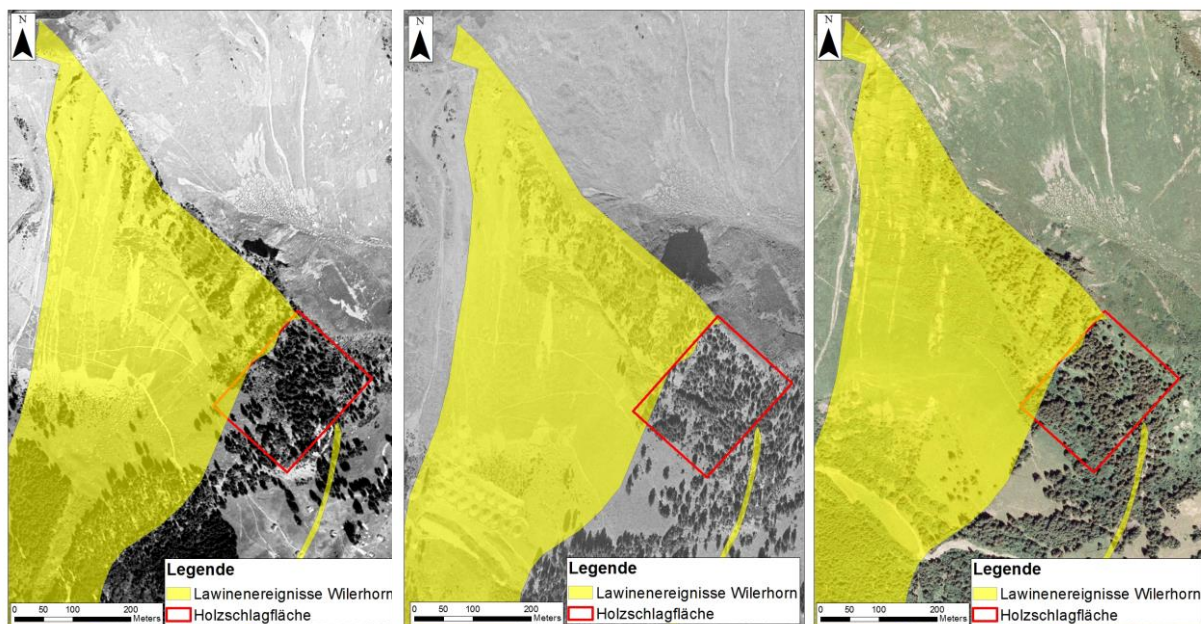 N
Legende
Lawinenereignisse Wilerhorn
Holzschlagfläche
0 50 100 200
Meters
N
Legende
Lawinenereignisse Wilerhorn
Holzschlagfläche
0 50 100 200
Meters
N
Legende
Lawinenereignisse Wilerhorn
Holzschlagfläche
0 50 100 200
Meters